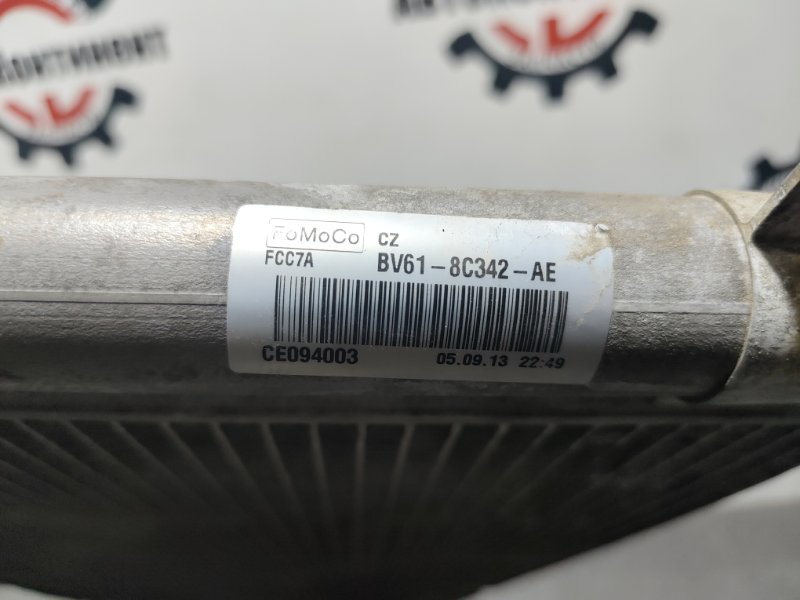 FoMoCo CZ
FCC7A BV61-8C342-AE
CE094003 05.09.13 22:49